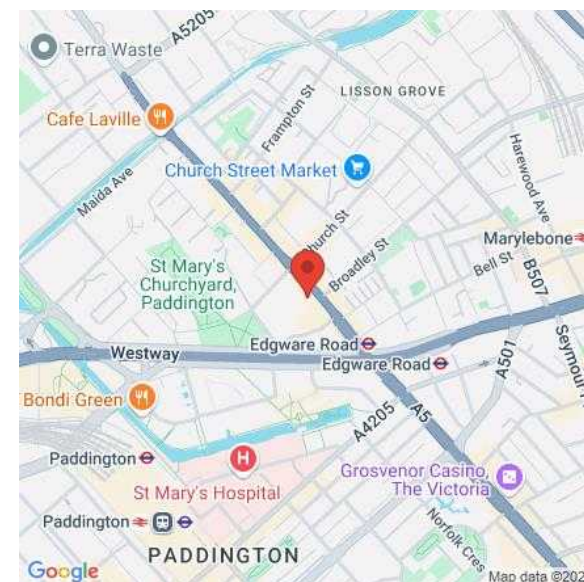 Terra Waste
A5205
LISSON GROVE
Frampton St
Cafe Laville
Church Street Market
Maida Ave
Harewood Ave
Church St
Marylebone
Broadley St
Bell St
B507
St Mary's
Churchyard,
Paddington
Edgware Road
Westway
Edgware Road
A501
Seymour
Bondi Green
A4205
A5
Paddington
H
St Mary's Hospital
Grosvenor Casino,
The Victoria
Paddington
Norfolk Cres
PADDINGTON
Google
Map data ©202